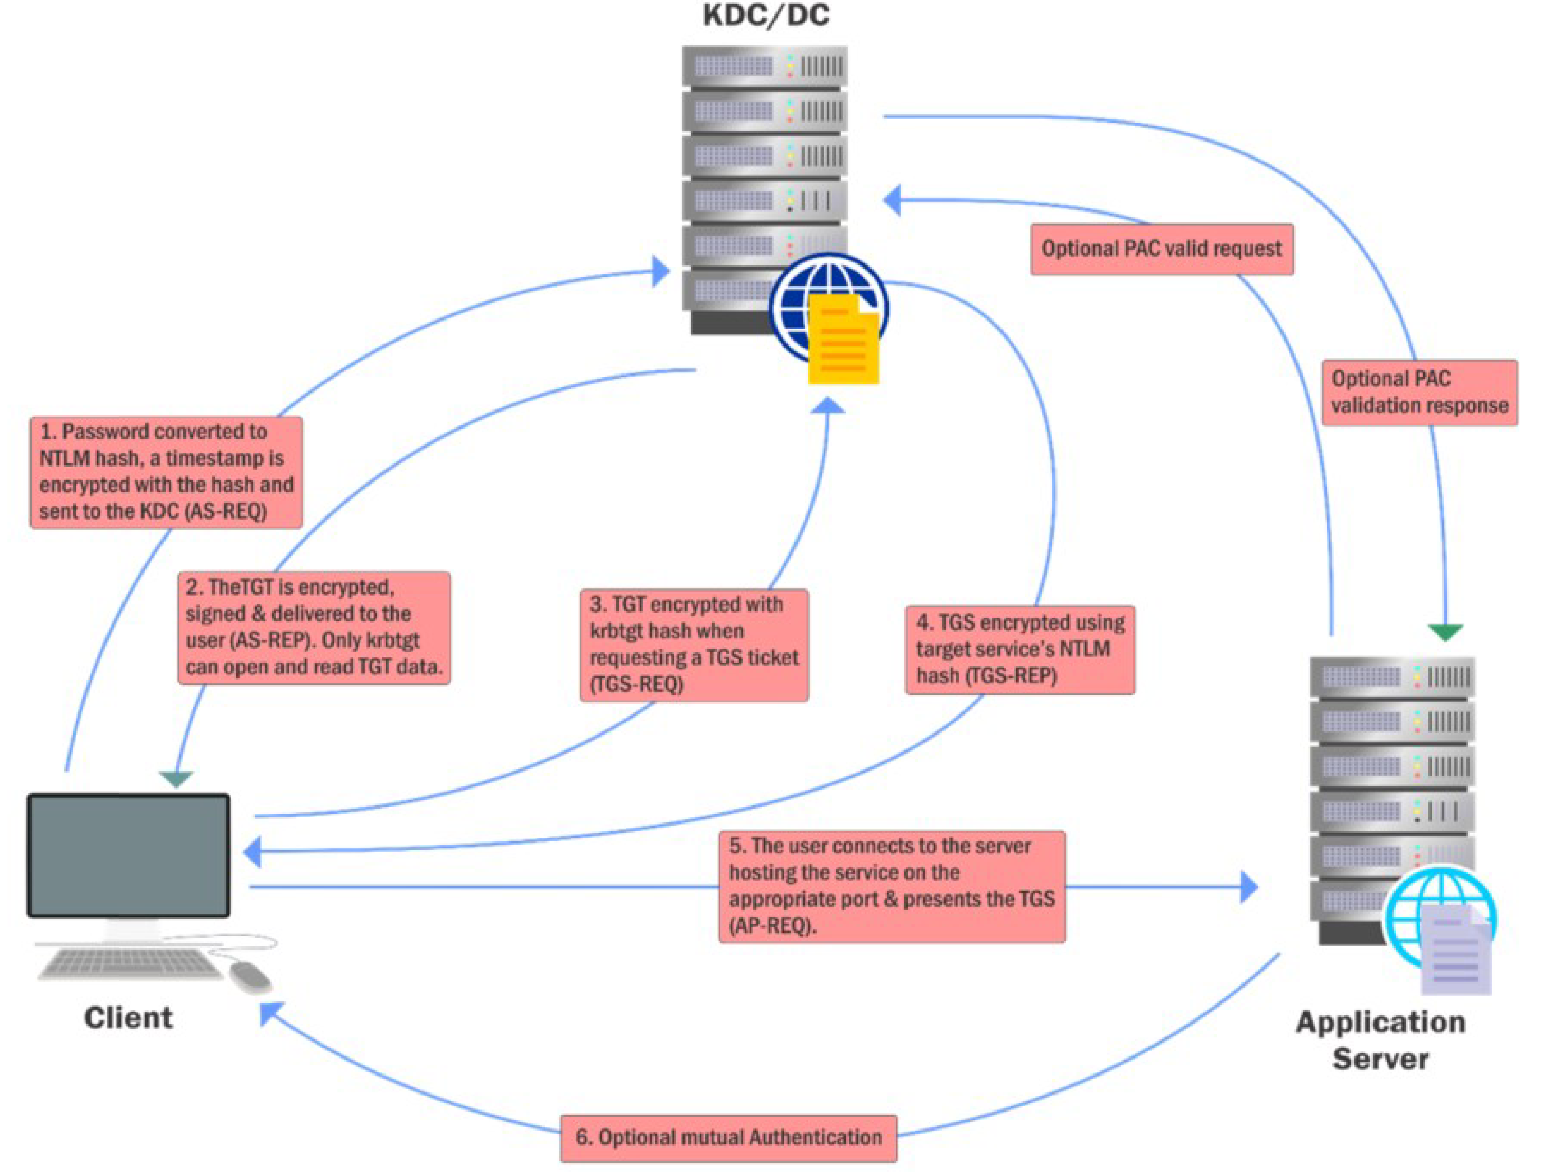 KDC/DC
Optional PAC valid request
Optional PAC
validation response
1. Password converted to
NTLM hash, a timestamp is
encrypted with the hash and
sent to the KDC (AS-REQ)
2. TheTGT is encrypted,
signed & delivered to the
user (AS-REP). Only krbtgt
can open and read TGT data.
3. TGT encrypted with
krbtgt hash when
requesting a TGS ticket
(TGS-REQ)
4. TGS encrypted using
target service's NTLM
hash (TGS-REP)
5. The user connects to the server
hosting the service on the
appropriate port & presents the TGS
(AP-REQ).
Client
Application
Server
6. Optional mutual Authentication